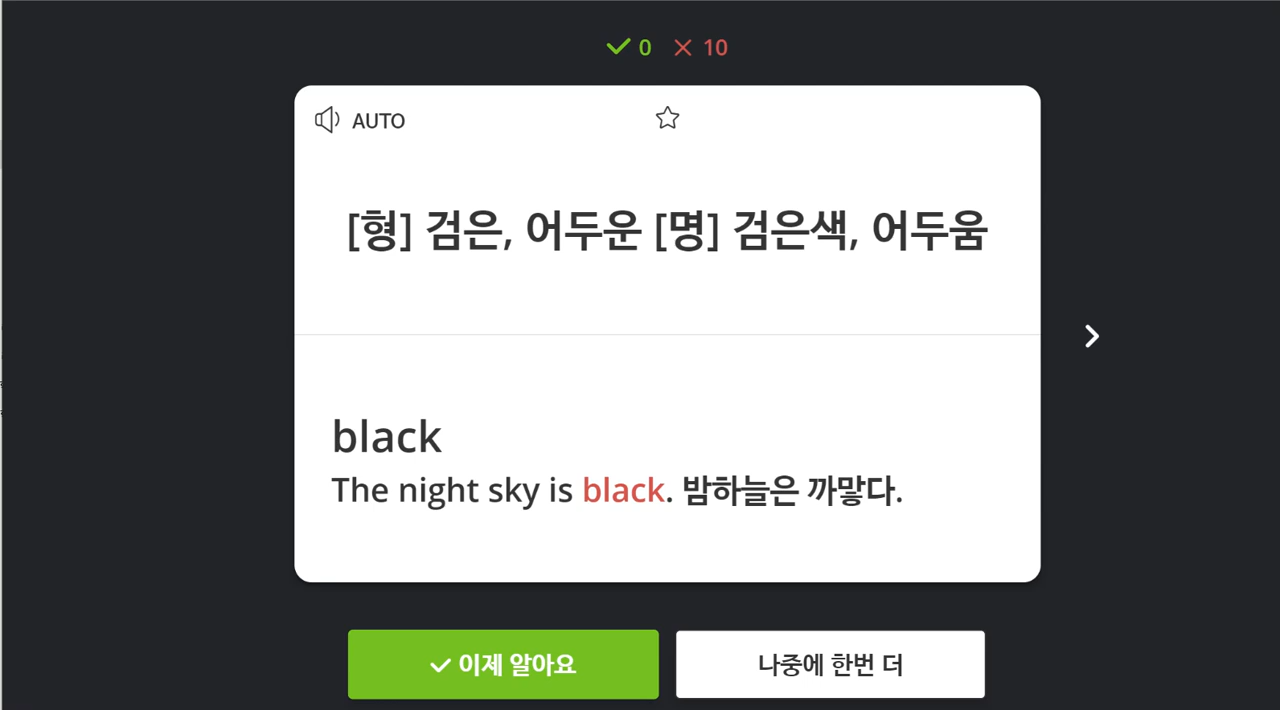 0 10
AUTO
[형] 검은, 어두운 [명] 검은색, 어두움
black
The night sky is black. 밤하늘은 까맣다.
이제 알아요
나중에 한번 더